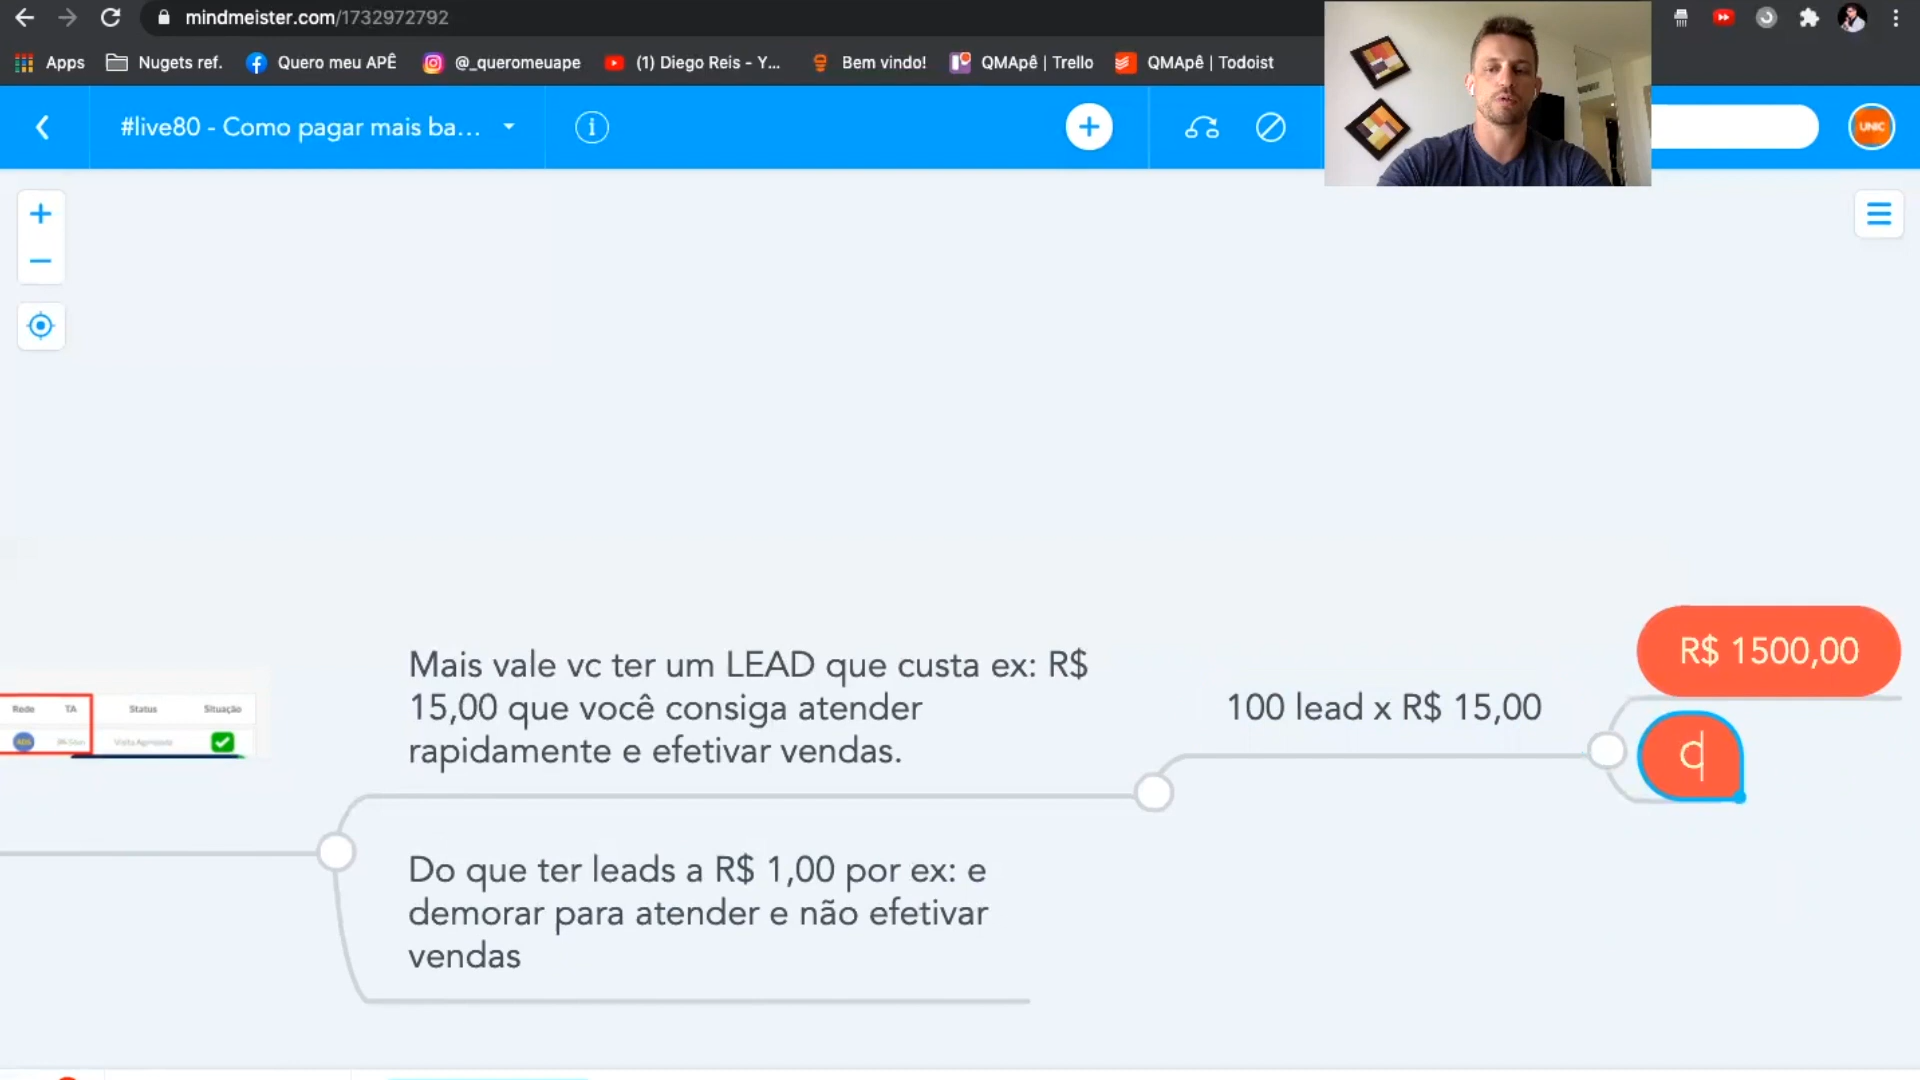 mindmeister.com/1732972792
Apps
Nugets ref.
Quero meu APÊ
@_queromeuape
(1) Diego Reis - Y...
Bem vindo!
QMApê | Trello
QMApê | Todoist
#live80 - Como pagar mais ba...
UNIC
R$ 1500,00
Mais vale vc ter um LEAD que custa ex: R$
15,00 que você consiga atender
rapidamente e efetivar vendas.
100 lead x R$ 15,00
Rede
TA
Status
Situação
Visita Agendada
c
Do que ter leads a R$ 1,00 por ex: e
demorar para atender e não efetivar
vendas